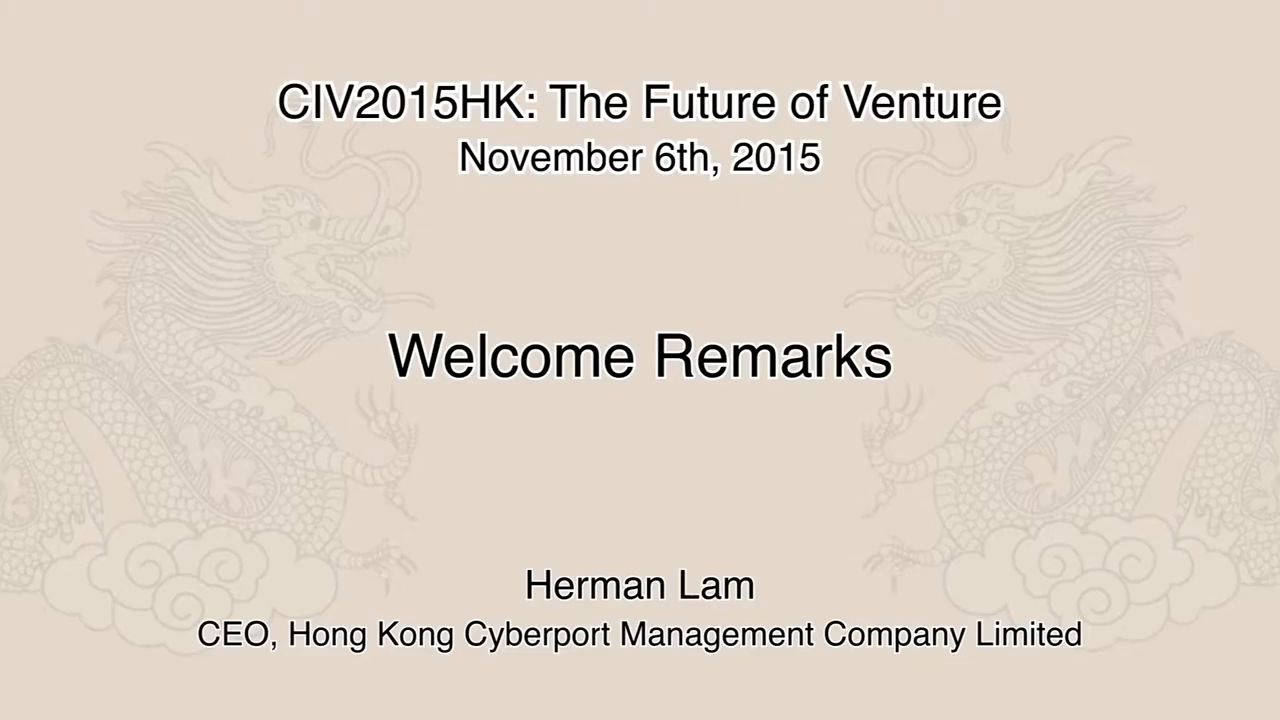 CIV2015HK: The Future of Venture
November 6th, 2015
Welcome Remarks
Herman Lam
CEO, Hong Kong Cyberport Management Company Limited